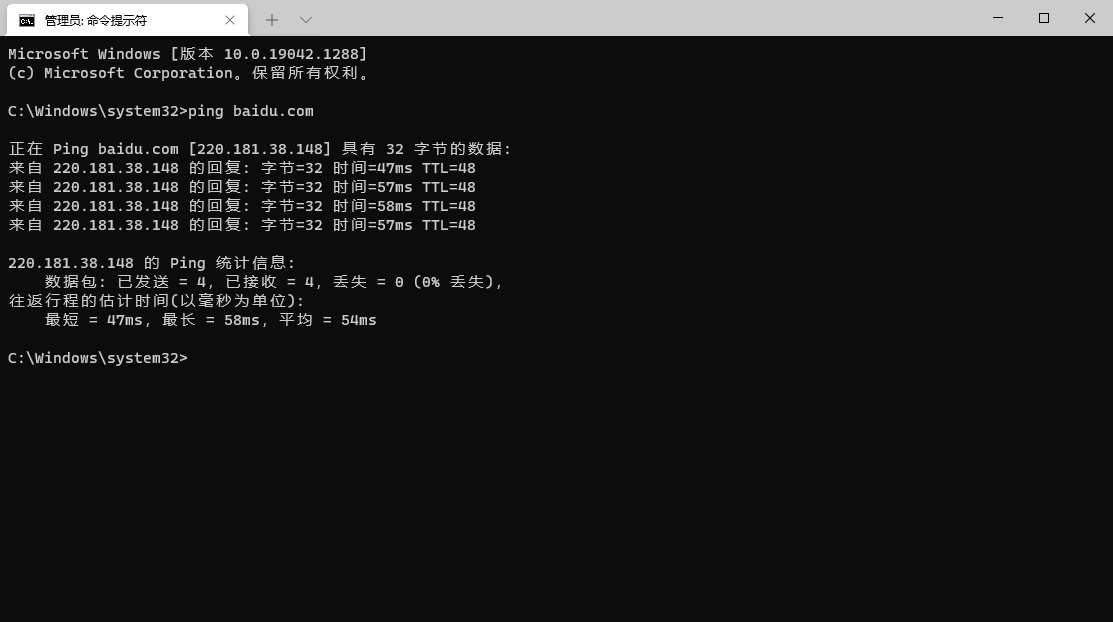 管理员: 命令提示符
Microsoft Windows [版本 10.0.19042.1288]
(c) Microsoft Corporation。保留所有权利。
C:\Windows\system32>ping baidu.com
正在 Ping baidu.com [220.181.38.148] 具有 32 字节的数据:
来自 220.181.38.148 的回复: 字节=32 时间=47ms TTL=48
来自 220.181.38.148 的回复: 字节=32 时间=57ms TTL=48
来自 220.181.38.148 的回复: 字节=32 时间=58ms TTL=48
来自 220.181.38.148 的回复: 字节=32 时间=57ms TTL=48
220.181.38.148 的 Ping 统计信息:
数据包: 已发送 = 4, 已接收 = 4, 丢失 = 0 (0% 丢失),
往返行程的估计时间(以毫秒为单位):
最短 = 47ms, 最长 = 58ms, 平均 = 54ms
C:\Windows\system32>